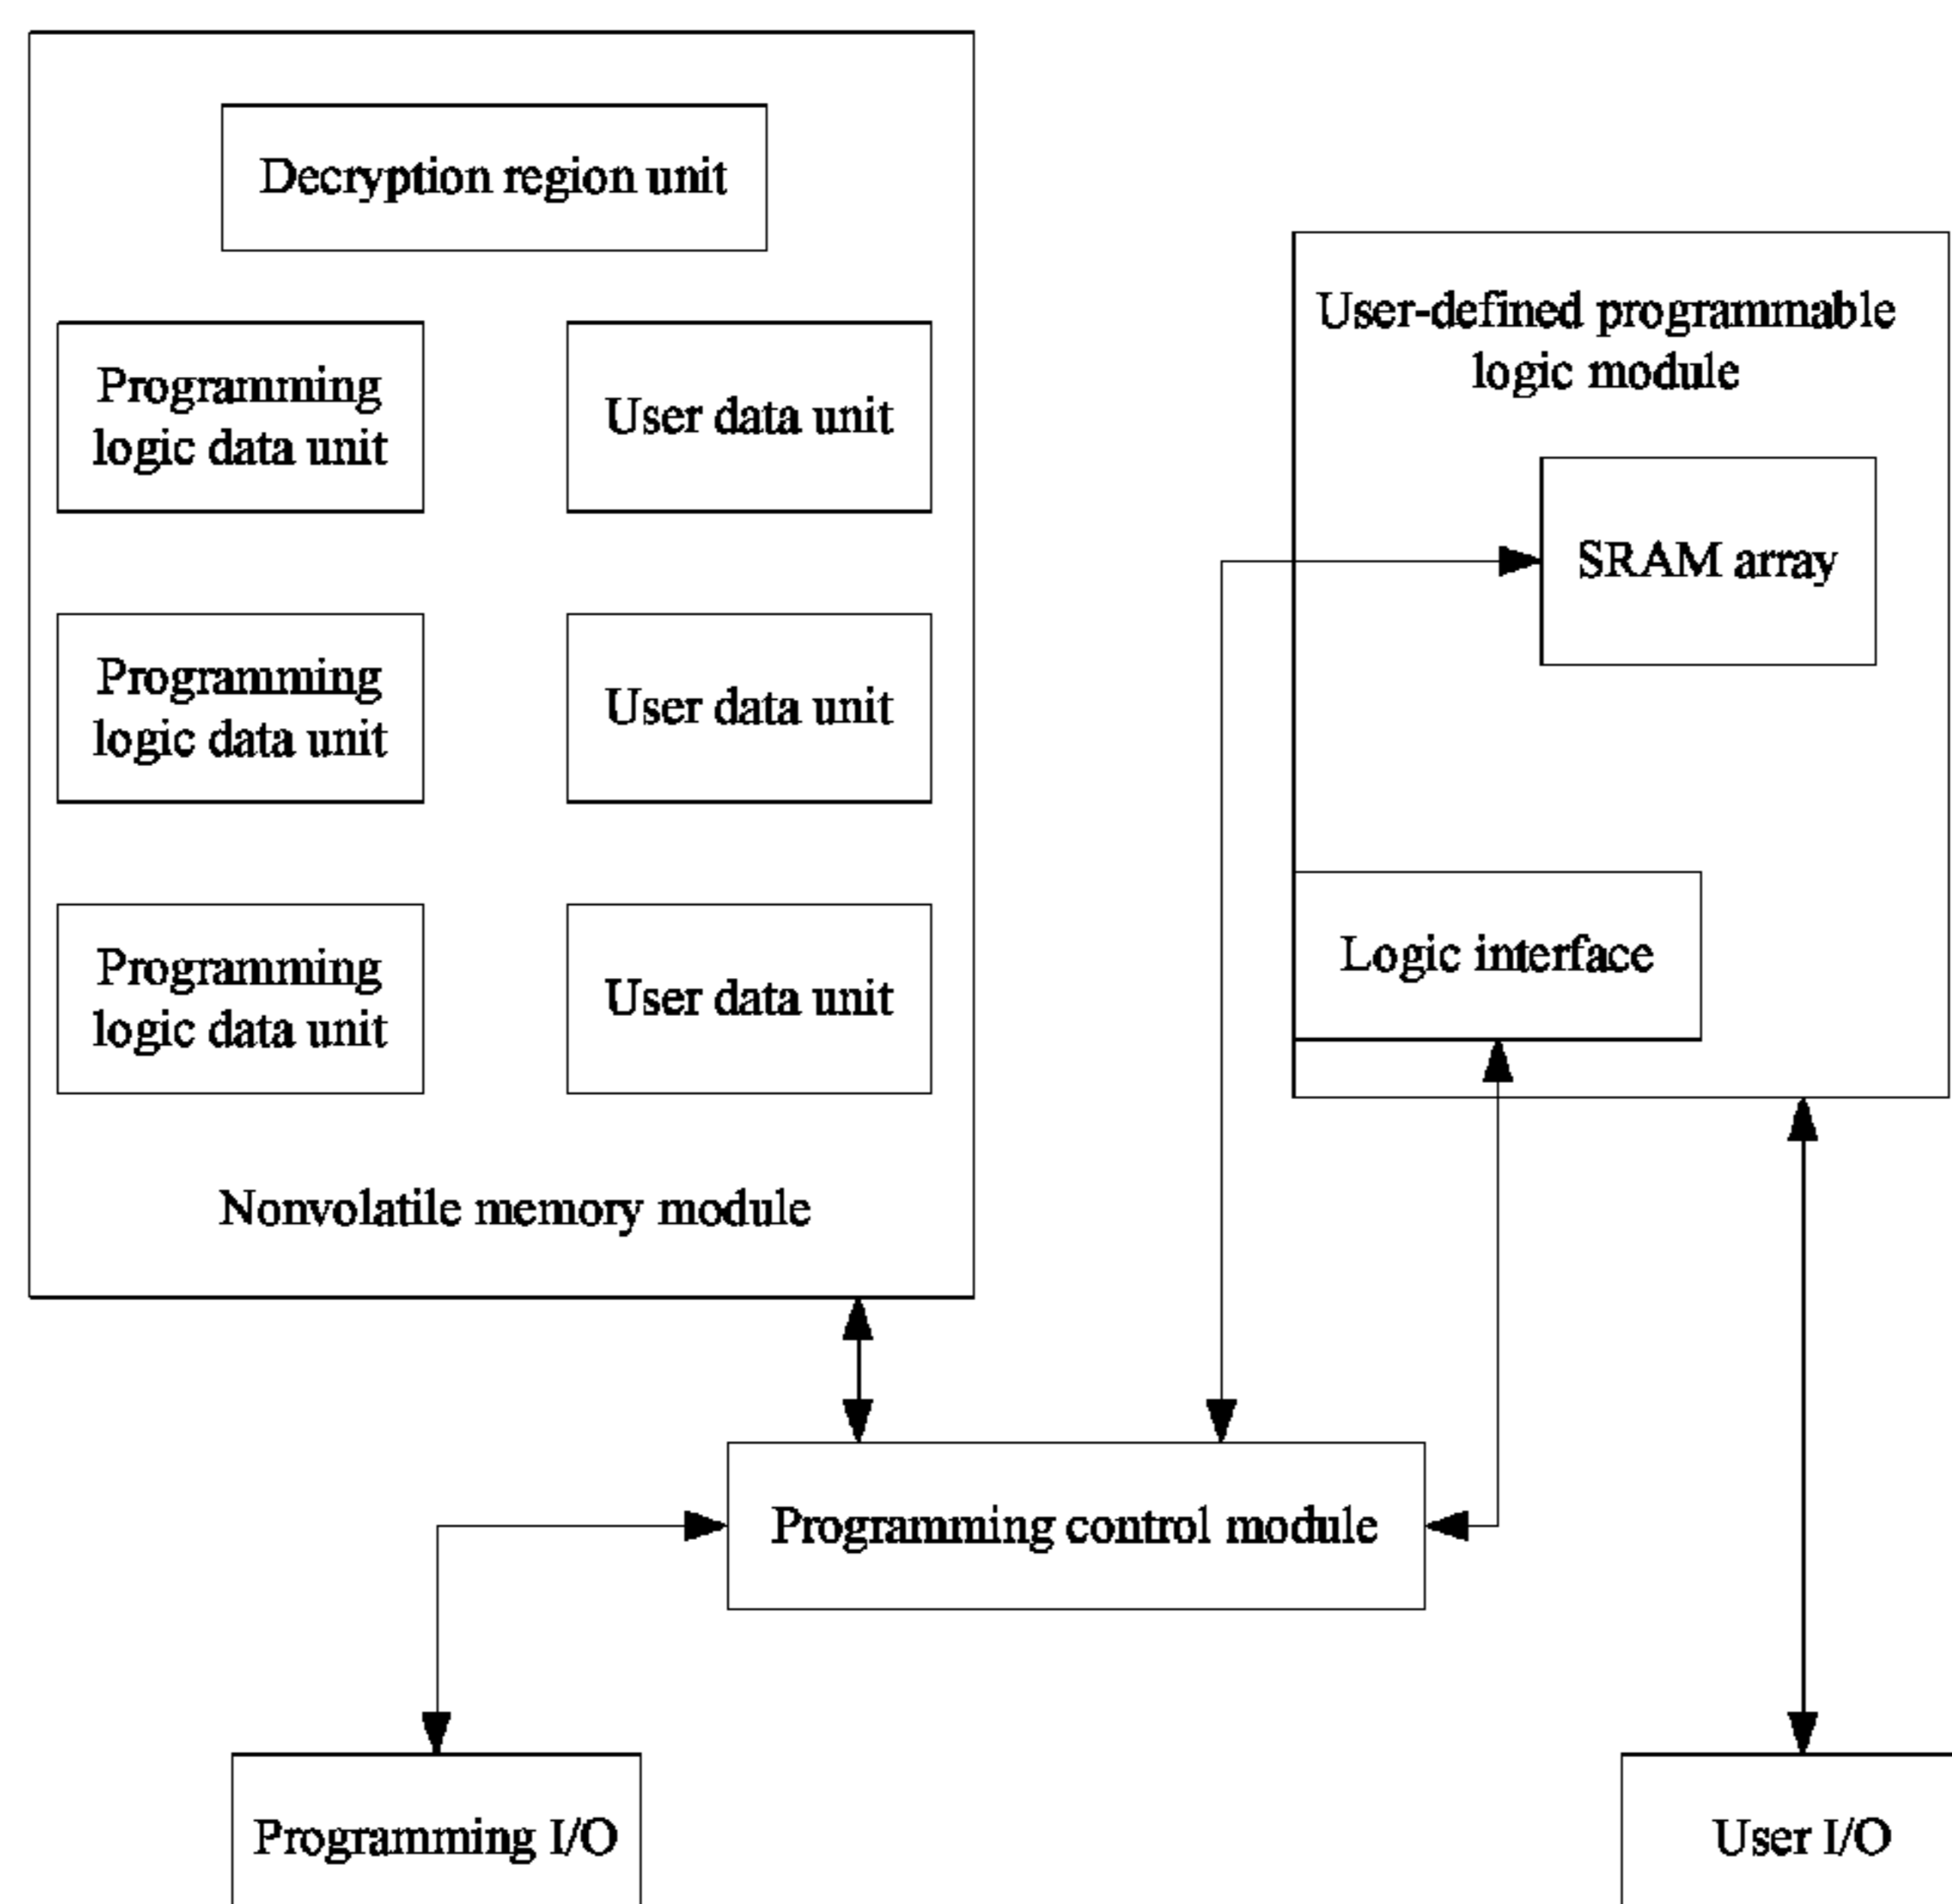 Decryption region unit
Programming
logic data unit
User data unit
Programming
logic data unit
User data unit
Programming
logic data unit
User data unit
Nonvolatile memory module
User-defined programmable
logic module
SRAM array
Logic interface
Programming control module
Programming I/O
User I/O